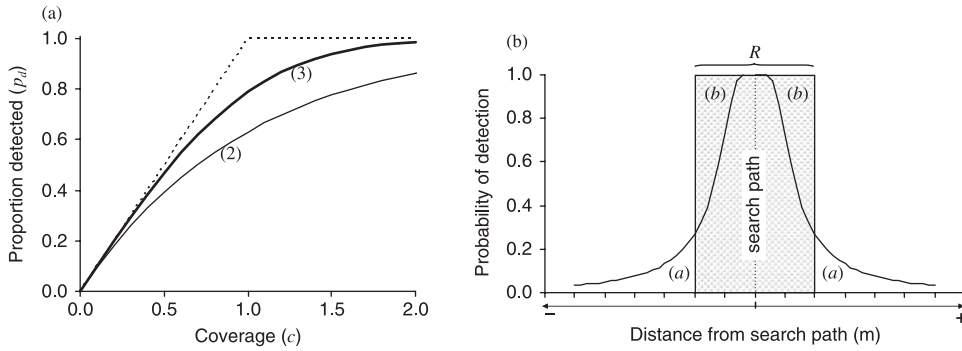 (a)
1.0
0.8
0.6
0.4
0.2
0.0
Proportion detected (p_d)
(3)
(2)
0.0
0.5
1.0
1.5
2.0
Coverage (c)
(b)
R
1.0
0.8
0.6
0.4
0.2
0.0
Probability of detection
(b)
(b)
search path
(a)
(a)
−
+
Distance from search path (m)